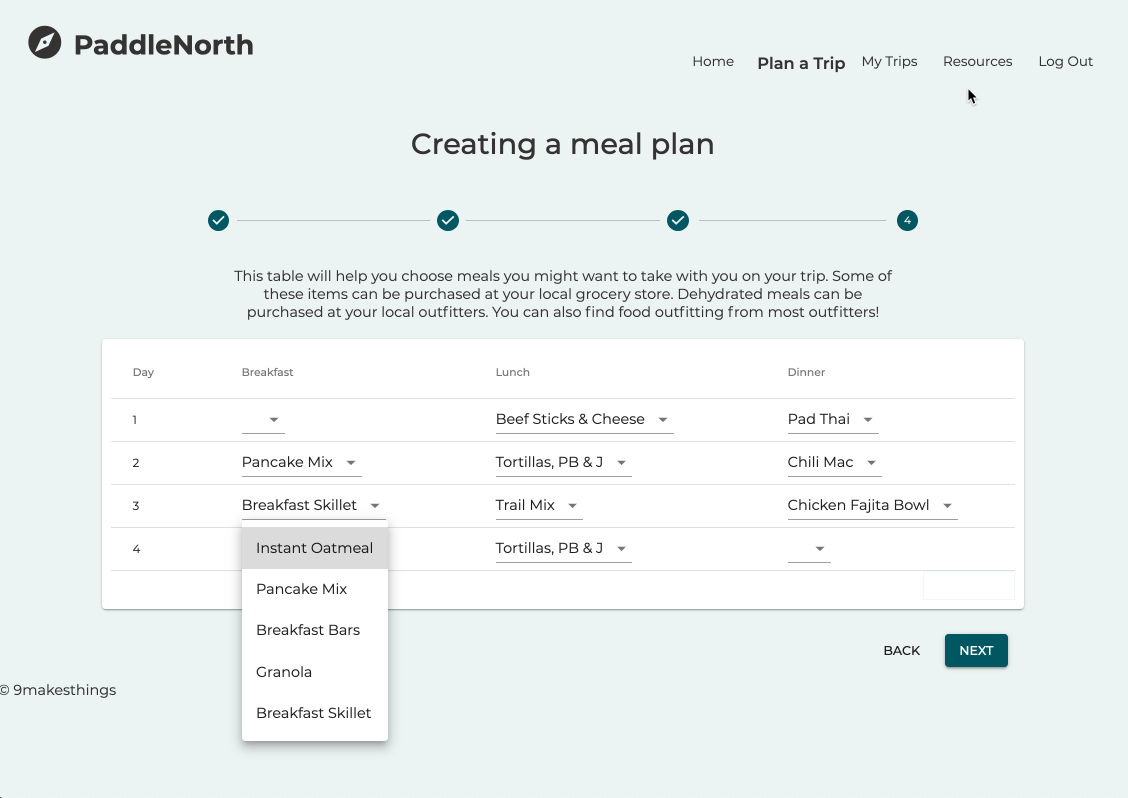 PaddleNorth
Home Plan a Trip My Trips Resources Log Out
Creating a meal plan
4
This table will help you choose meals you might want to take with you on your trip. Some of
these items can be purchased at your local grocery store. Dehydrated meals can be
purchased at your local outfitters. You can also find food outfitting from most outfitters!
Day Breakfast Lunch Dinner
1 Beef Sticks & Cheese Pad Thai
2 Pancake Mix Tortillas, PB & J Chili Mac
3 Breakfast Skillet Trail Mix Chicken Fajita Bowl
4 Tortillas, PB & J
Instant Oatmeal
Pancake Mix
Breakfast Bars
Granola
Breakfast Skillet
BACK NEXT
© 9makesthings